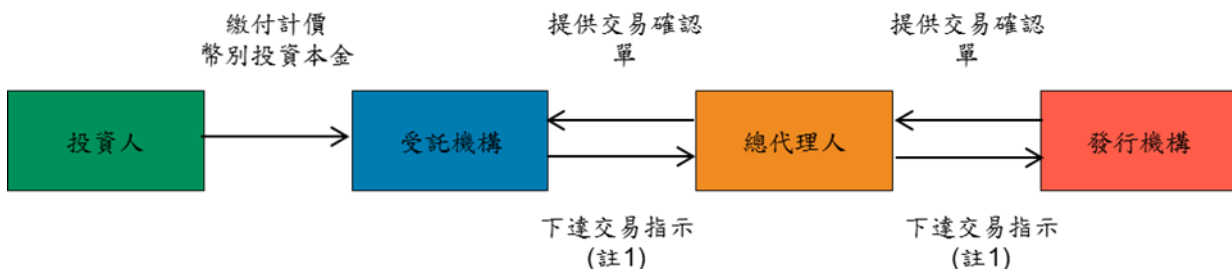 繳付計價
幣別投資本金
提供交易確認
單
提供交易確認
單
投資人
受託機構
總代理人
發行機構
下達交易指示
(註1)
下達交易指示
(註1)